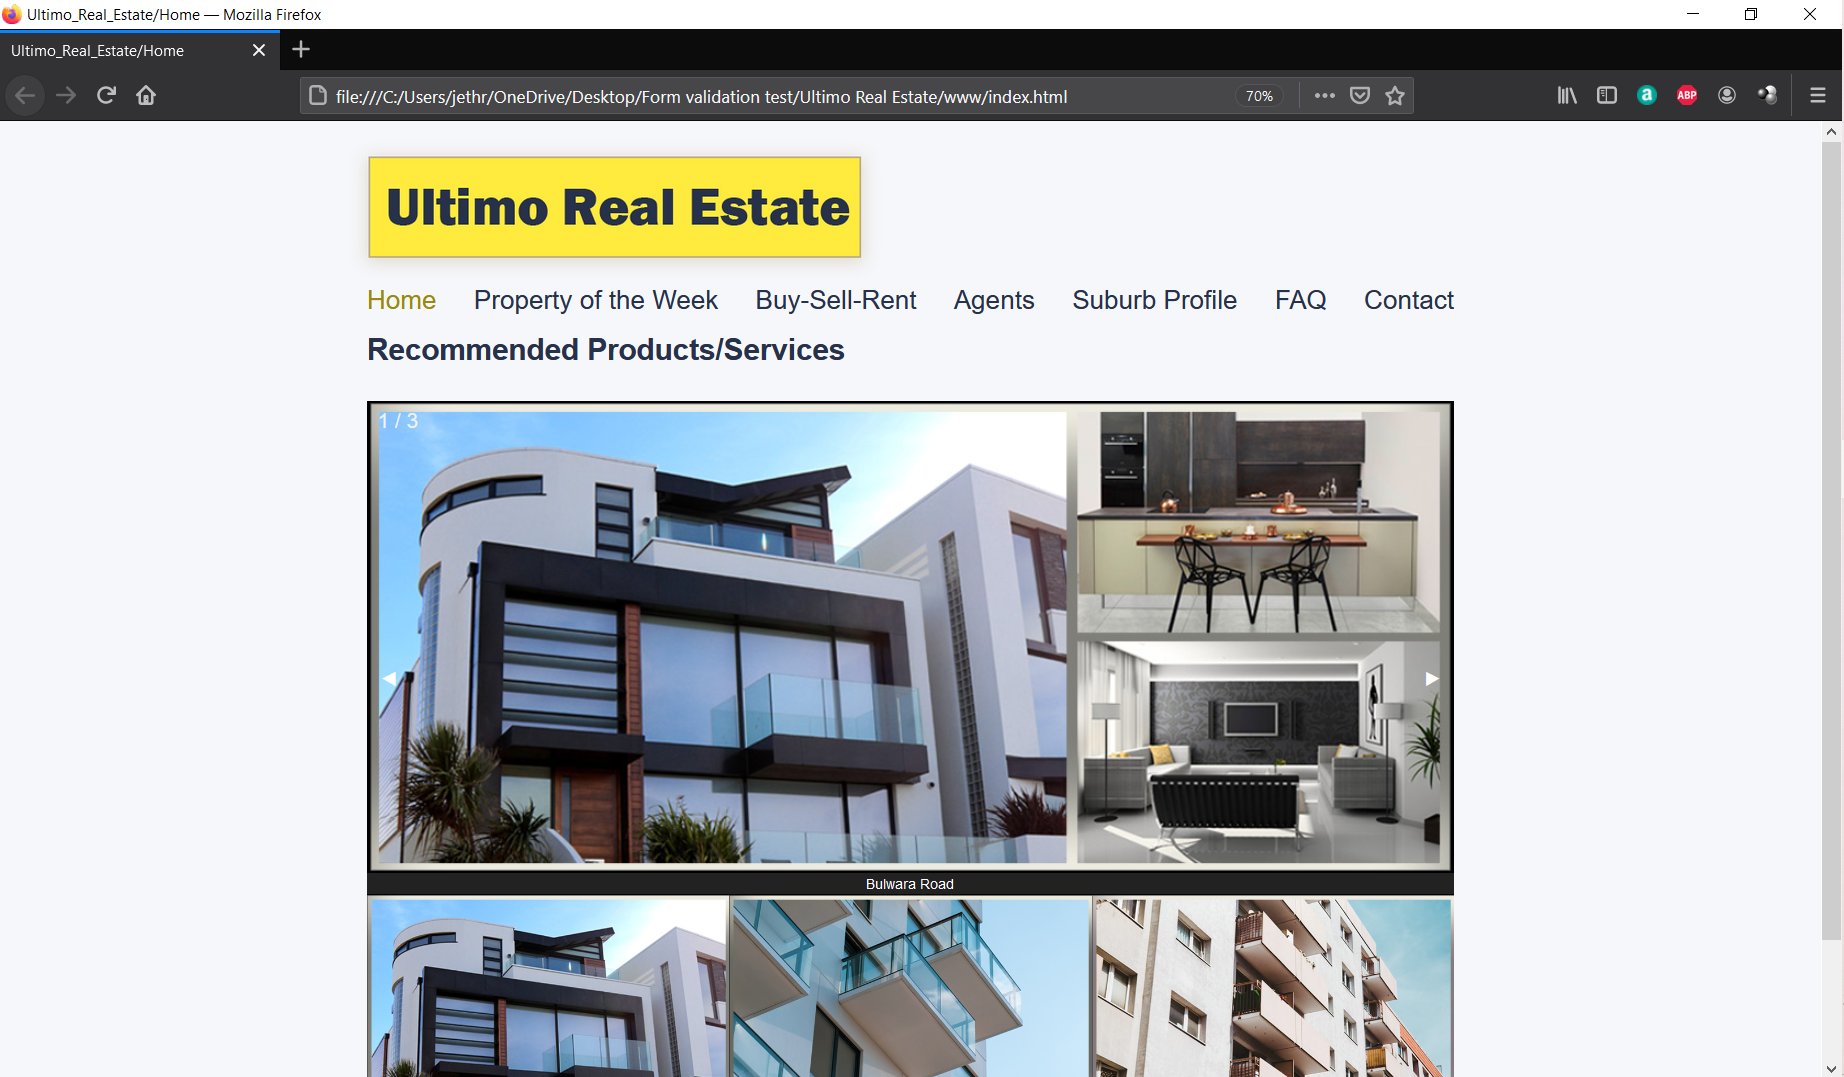 Ultimo_Real_Estate/Home — Mozilla Firefox
Ultimo_Real_Estate/Home
file:///C:/Users/jethr/OneDrive/Desktop/Form validation test/Ultimo Real Estate/www/index.html
70%
a
ABP
Ultimo Real Estate
Home Property of the Week Buy-Sell-Rent Agents Suburb Profile FAQ Contact
Recommended Products/Services
1 / 3
Bulwara Road